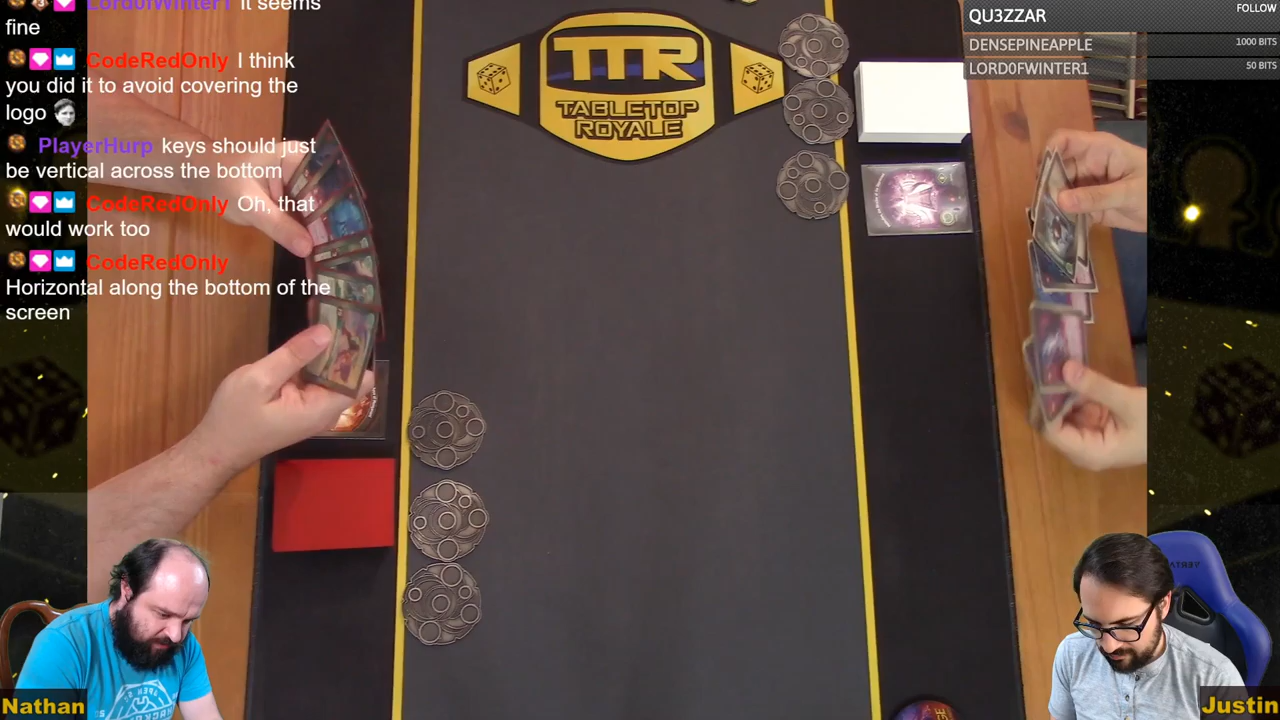 Lord0fWinter1 It seems
fine
CodeRedOnly I think
you did it to avoid covering the
logo
PlayerHurp keys should just
be vertical across the bottom
CodeRedOnly Oh, that
would work too
CodeRedOnly
Horizontal along the bottom of the
screen
TTR
TABLETOP
ROYALE
QU3ZZAR
FOLLOW
DENSEPINEAPPLE
1000 BITS
LORD0FWINTER1
50 BITS
Nathan
Justin